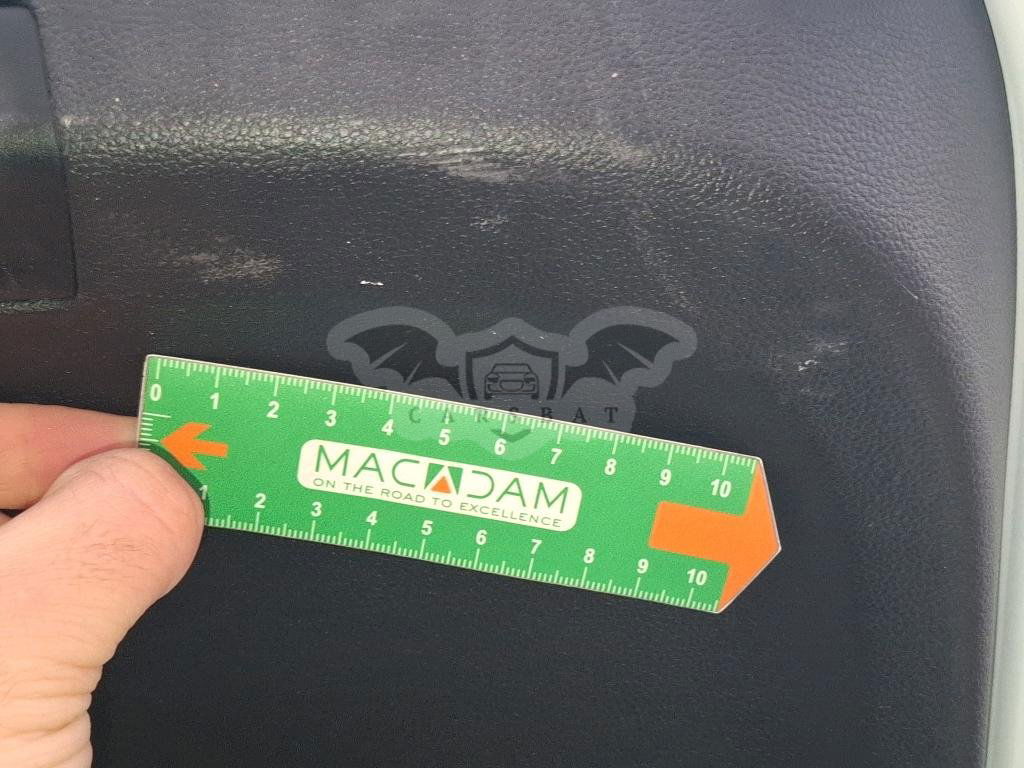 0 1 2 3 4 5 6 7 8 9 10
CARSBAT
MACADAM
ON THE ROAD TO EXCELLENCE
1 2 3 4 5 6 7 8 9 10